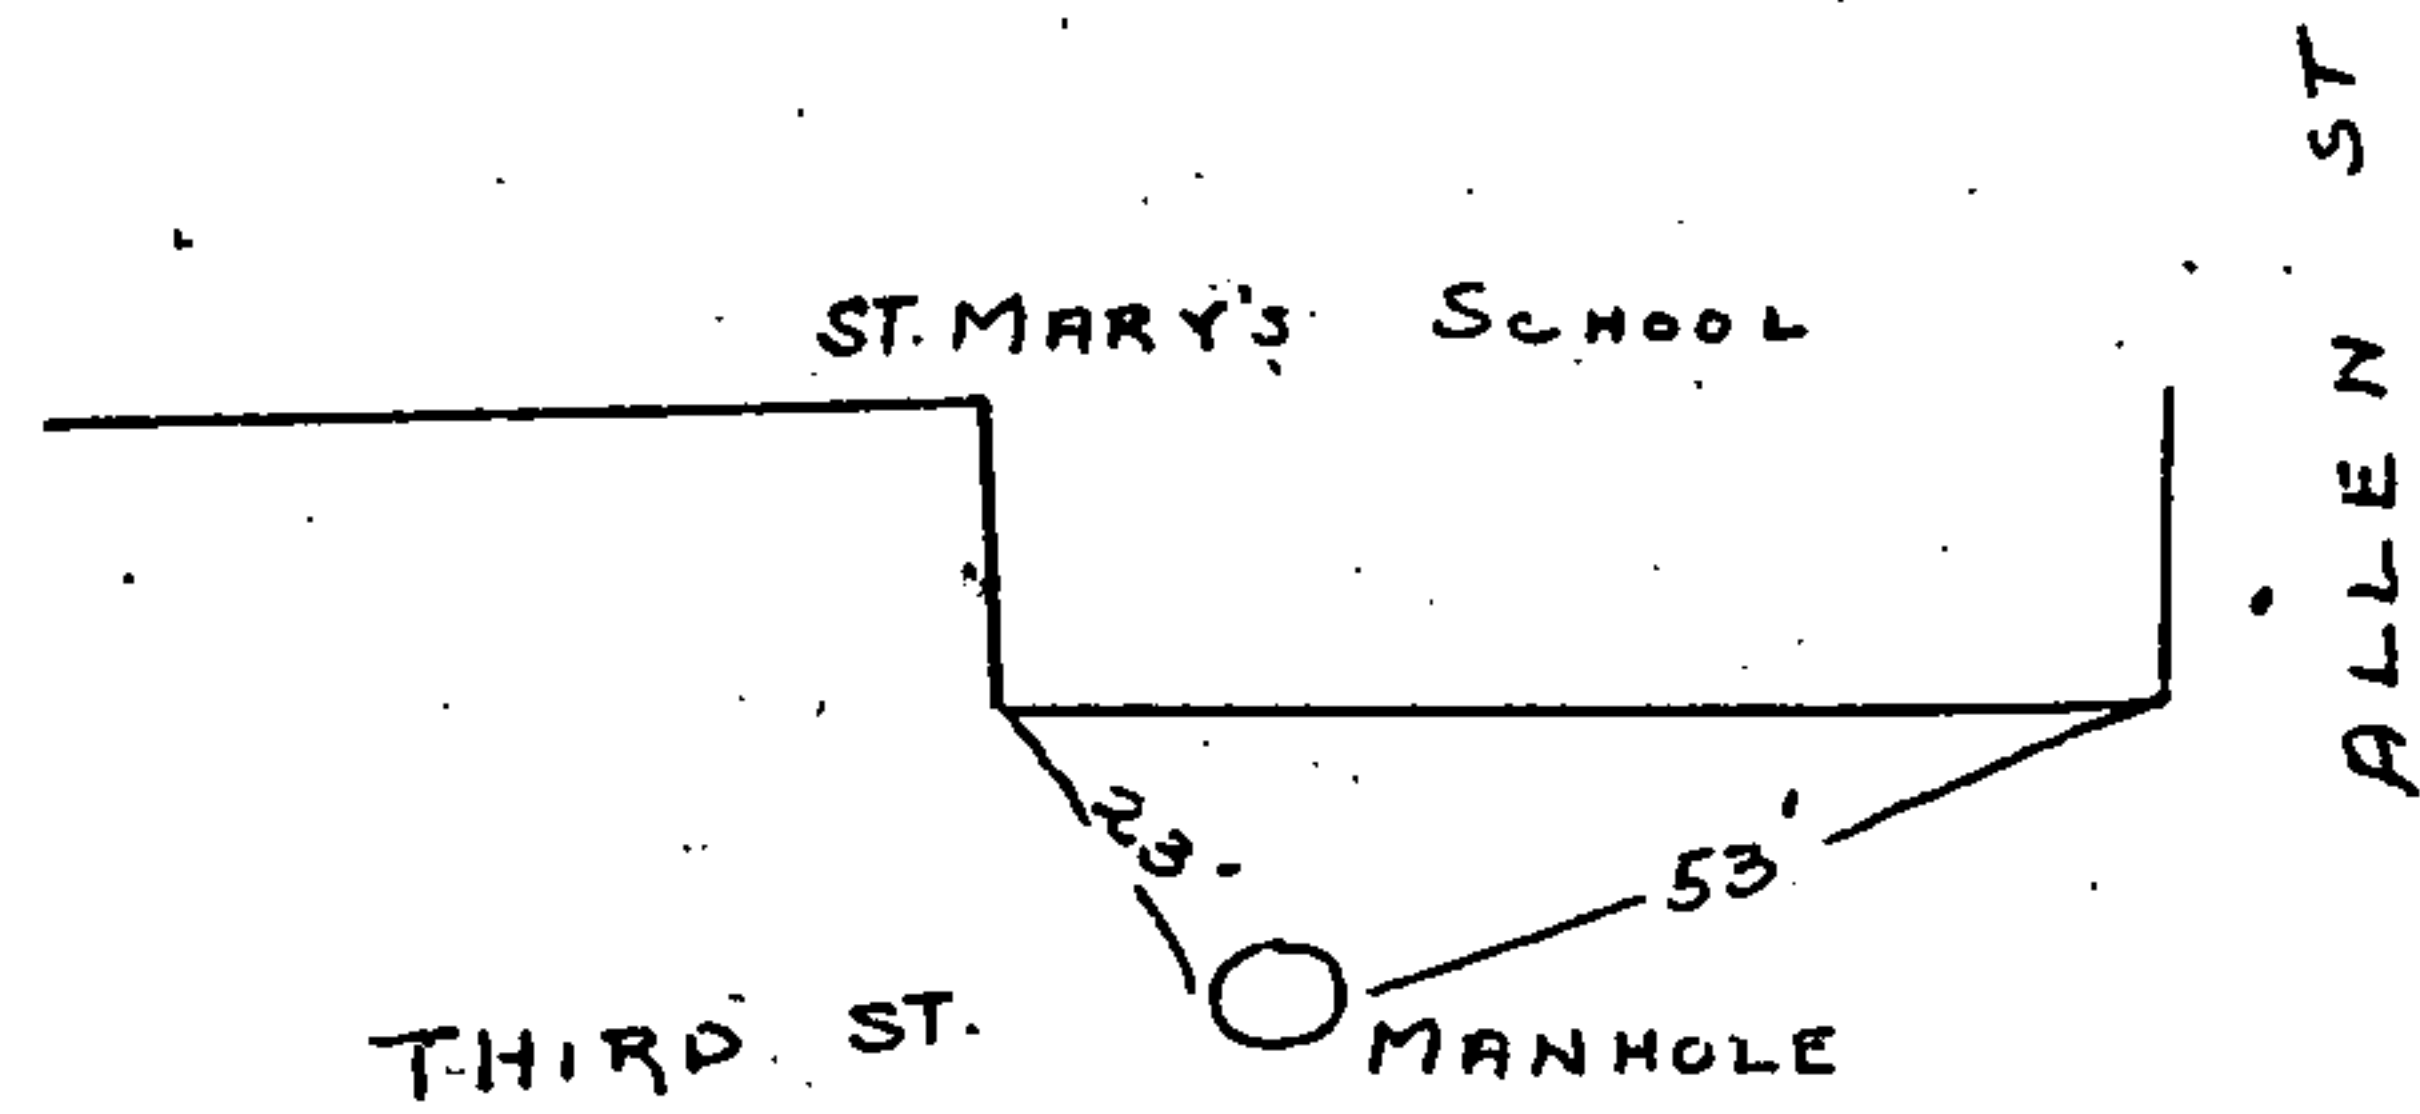 ST. MARY'S SCHOOL
ALLEN ST
23.
53'
THIRD ST.
MANHOLE